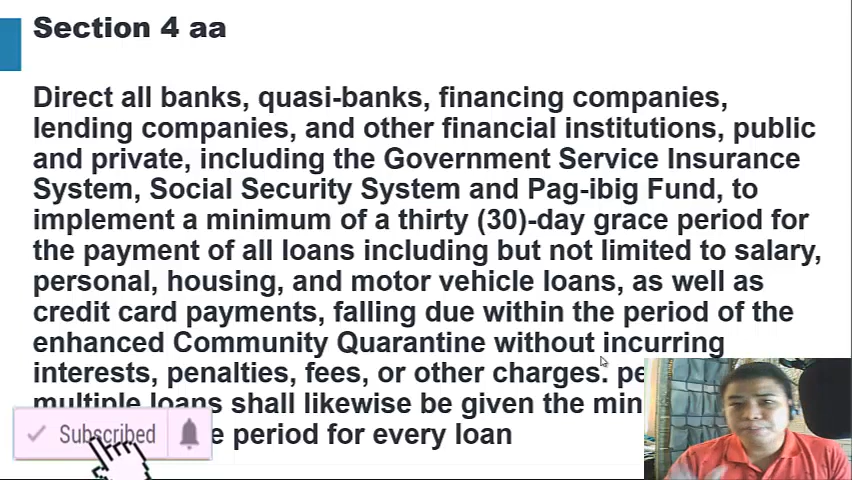 Section 4 aa
Direct all banks, quasi-banks, financing companies,
lending companies, and other financial institutions, public
and private, including the Government Service Insurance
System, Social Security System and Pag-ibig Fund, to
implement a minimum of a thirty (30)-day grace period for
the payment of all loans including but not limited to salary,
personal, housing, and motor vehicle loans, as well as
credit card payments, falling due within the period of the
enhanced Community Quarantine without incurring
interests, penalties, fees, or other charges.
multiple loans shall likewise be given the
period for every loan
Subscribed